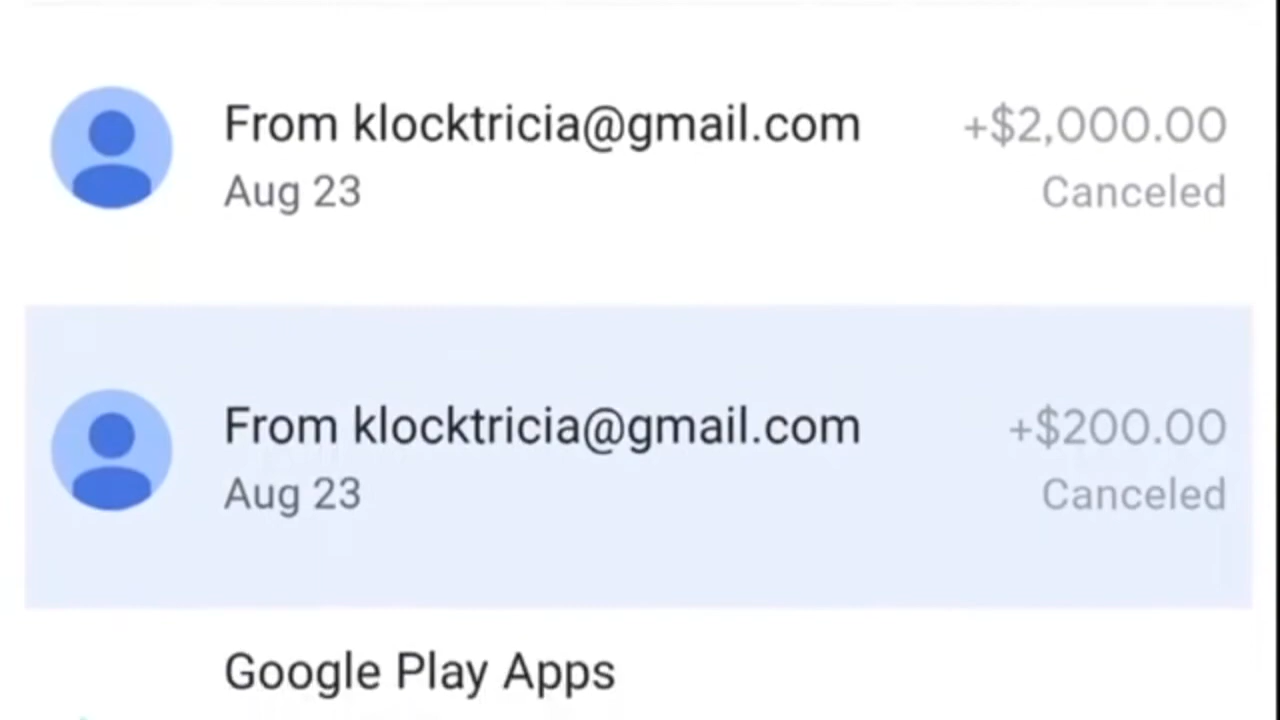 From klocktricia@gmail.com +$2,000.00
Aug 23 Canceled
From klocktricia@gmail.com +$200.00
Aug 23 Canceled
Google Play Apps